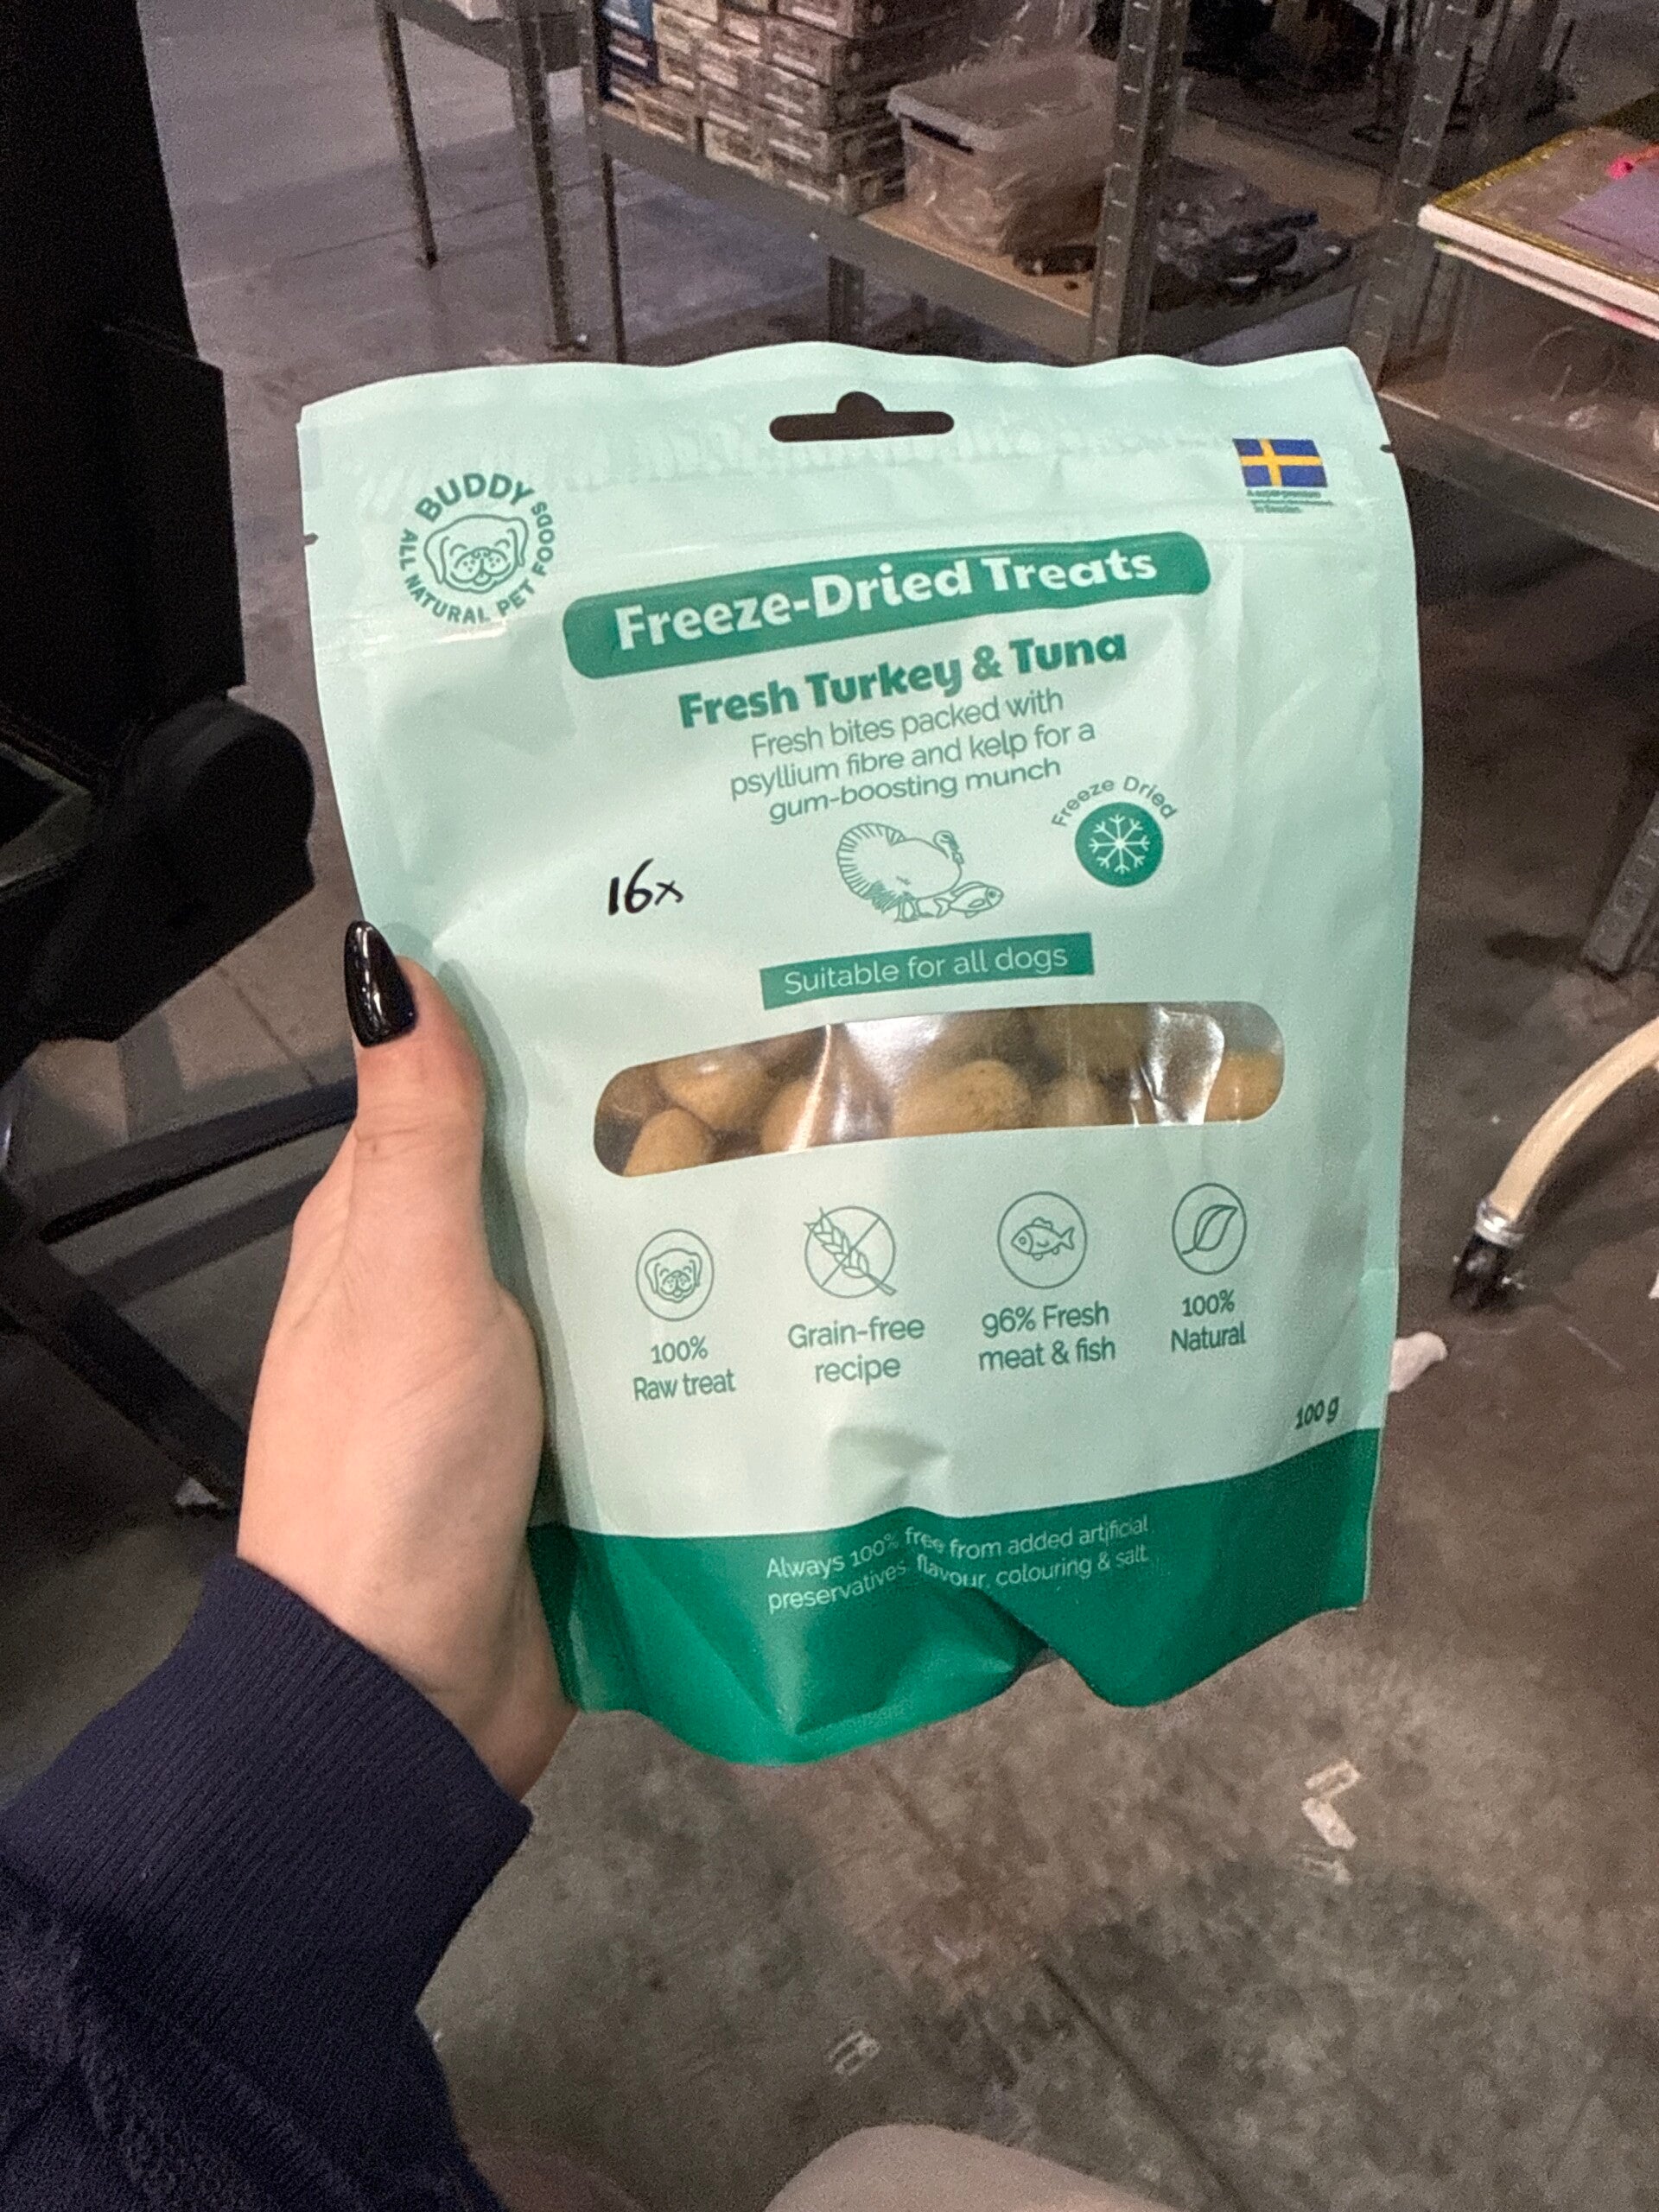 BUDDY
ALL NATURAL PET FOODS
Freeze-Dried Treats
Fresh Turkey & Tuna
Fresh bites packed with
psyllium fibre and kelp for a
gum-boosting munch
Freeze Dried
16x
Suitable for all dogs
100%
Raw treat
Grain-free
recipe
96% Fresh
meat & fish
100%
Natural
100 g
Always 100% free from added artificial
preservatives, flavour, colouring & salt